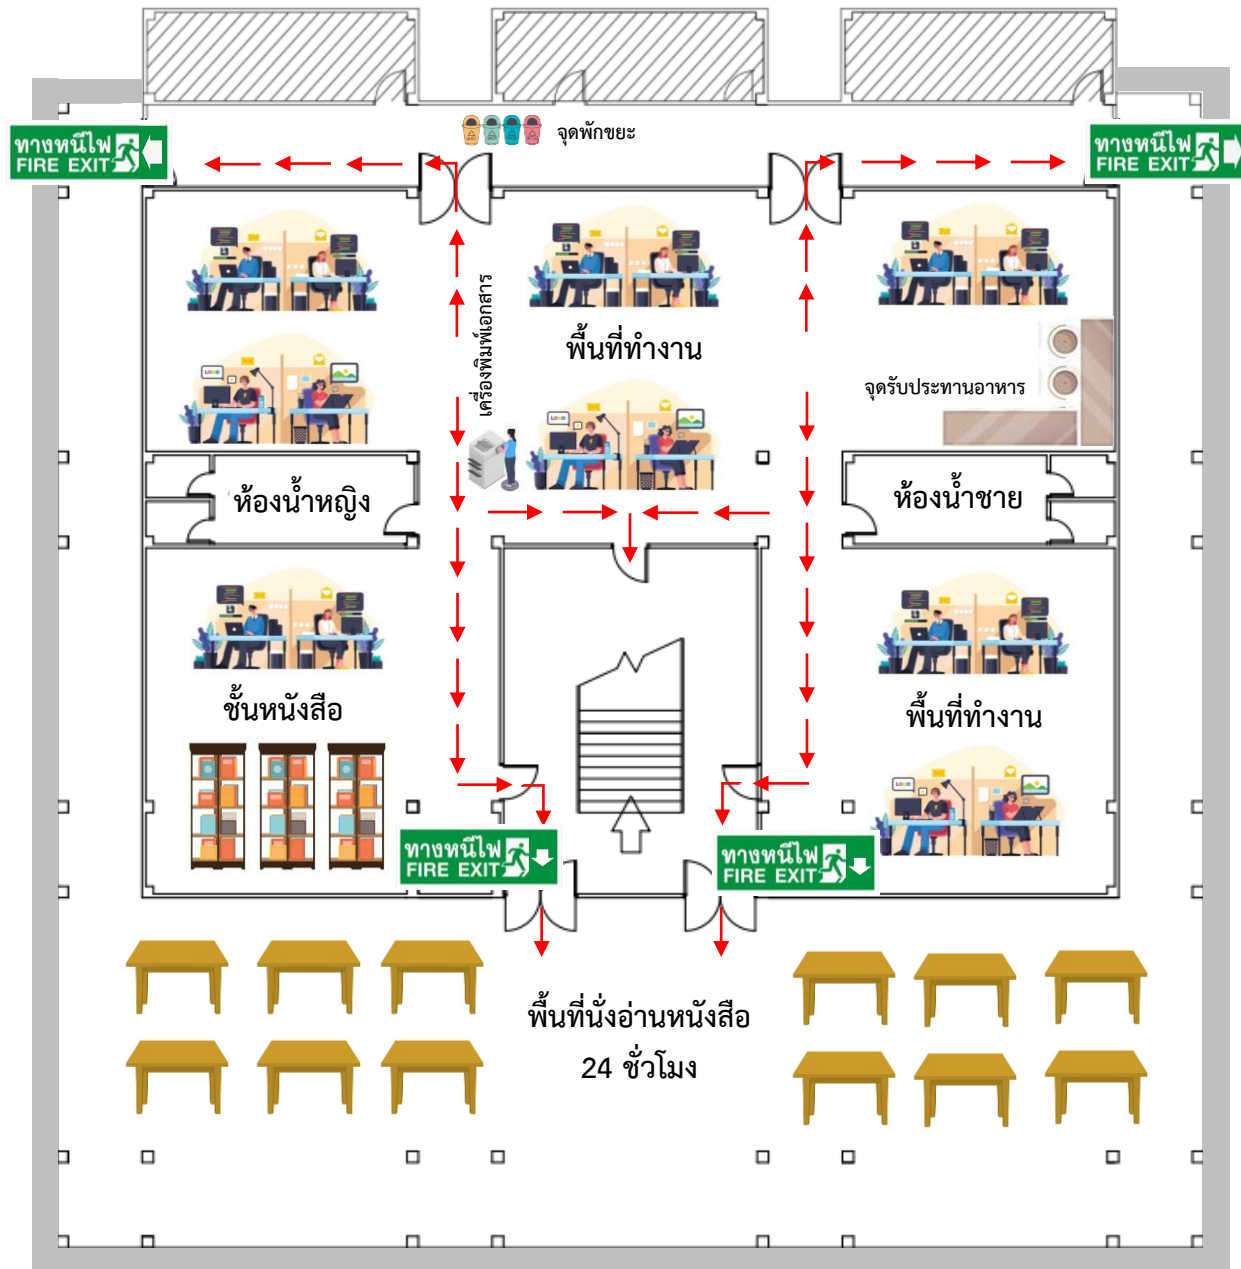 จุดพักขยะ
ทางหนีไฟ
FIRE EXIT
ทางหนีไฟ
FIRE EXIT
เครื่องพิมพ์เอกสาร
พื้นที่ทำงาน
จุดรับประทานอาหาร
LOGO
LOGO
ห้องน้ำหญิง
ห้องน้ำชาย
ชั้นหนังสือ
พื้นที่ทำงาน
LOGO
ทางหนีไฟ
FIRE EXIT
ทางหนีไฟ
FIRE EXIT
พื้นที่นั่งอ่านหนังสือ
24 ชั่วโมง